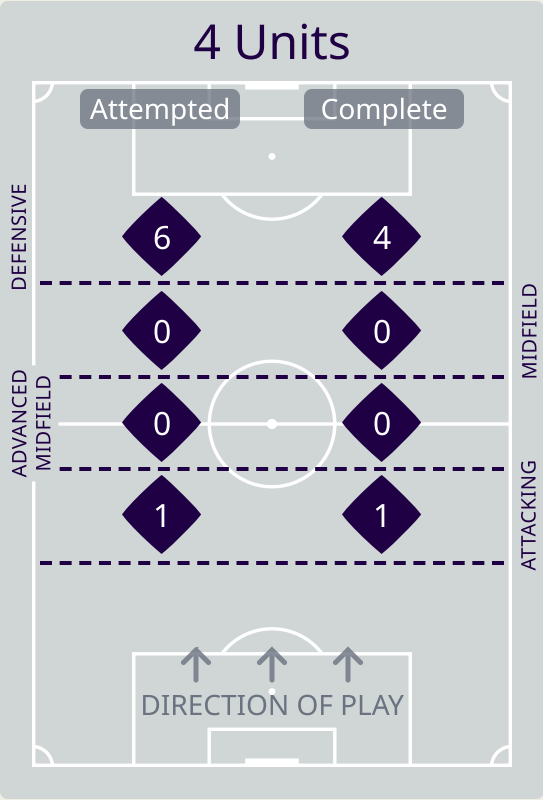 4 Units
Attempted Complete
DEFENSIVE
6 4
MIDFIELD
0 0
ADVANCED
MIDFIELD
0 0
ATTACKING
1 1
DIRECTION OF PLAY